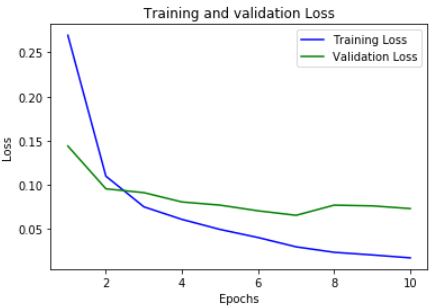 Training and validation Loss
Training Loss
Validation Loss
0.25
0.20
0.15
0.10
0.05
Loss
2 4 6 8 10
Epochs